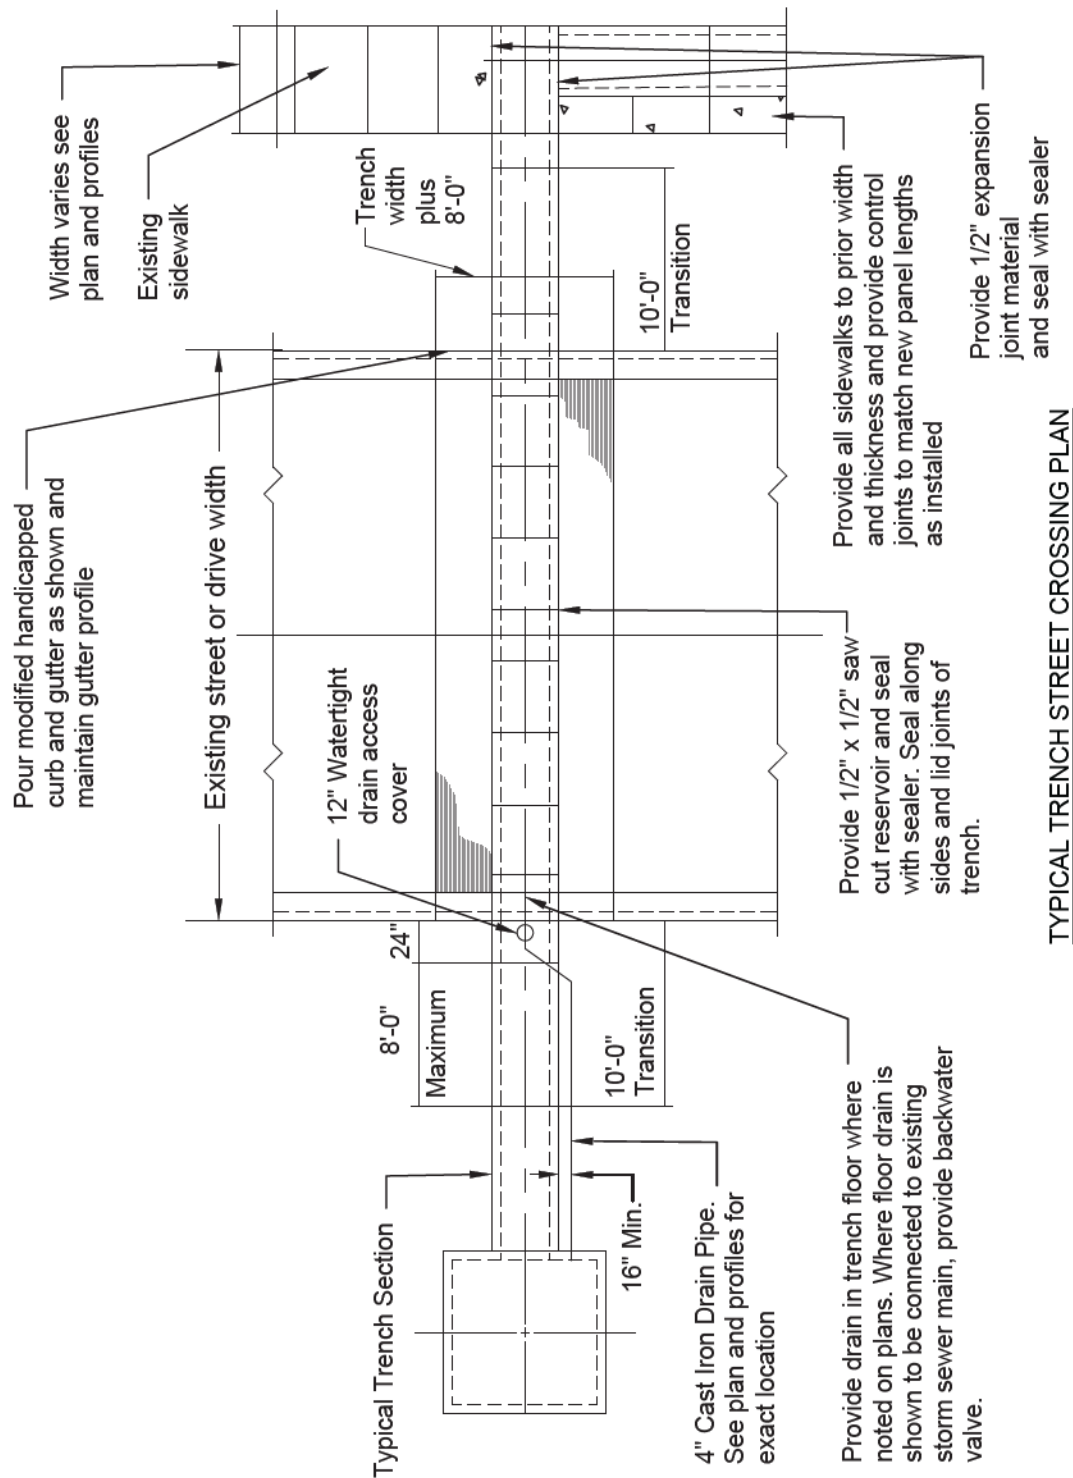 Width varies see
plan and profiles
Existing
sidewalk
Trench
width
plus
8'-0"
10'-0"
Transition
Provide 1/2" expansion
joint material
and seal with sealer
Pour modified handicapped
curb and gutter as shown and
maintain gutter profile
Existing street or drive width
12" Watertight
drain access
cover
Provide all sidewalks to prior width
and thickness and provide control
joints to match new panel lengths
as installed
Provide 1/2" x 1/2" saw
cut reservoir and seal
with sealer. Seal along
sides and lid joints of
trench.
24"
8'-0"
Maximum
10'-0"
Transition
Typical Trench Section
16" Min.
4" Cast Iron Drain Pipe.
See plan and profiles for
exact location
Provide drain in trench floor where
noted on plans. Where floor drain is
shown to be connected to existing
storm sewer main, provide backwater
valve.
TYPICAL TRENCH STREET CROSSING PLAN